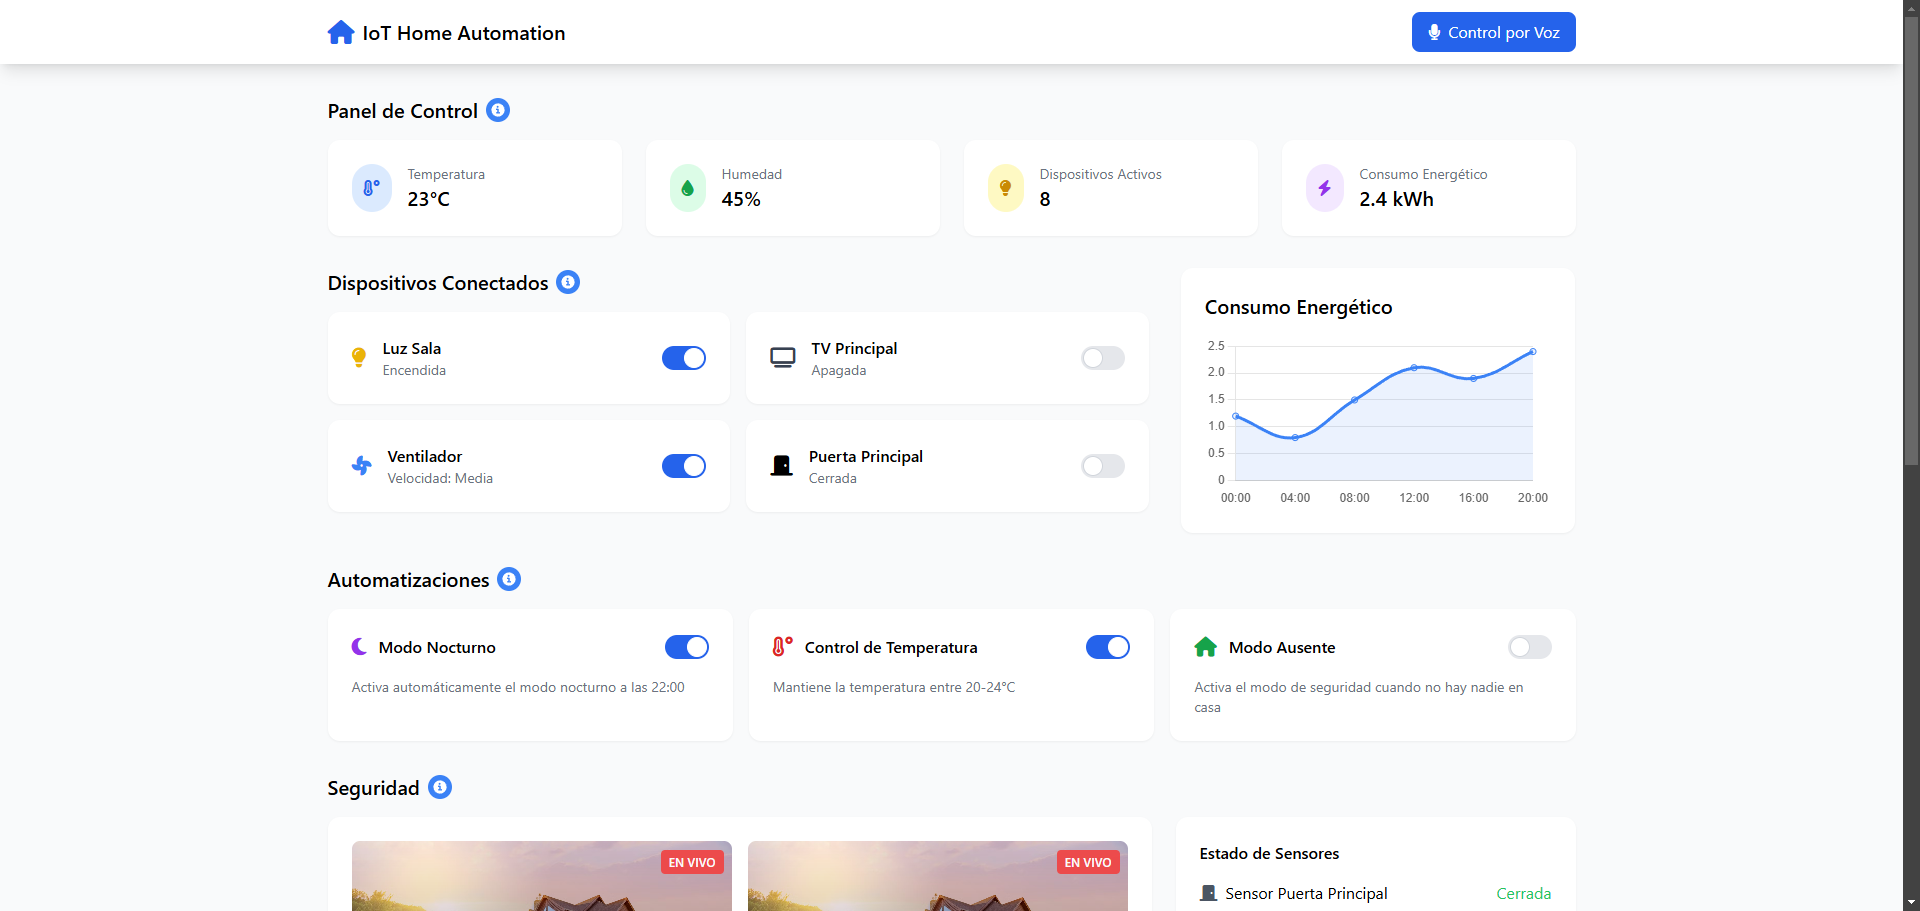 IoT Home Automation
Control por Voz
Panel de Control
Temperatura
23°C
Humedad
45%
Dispositivos Activos
8
Consumo Energético
2.4 kWh
Dispositivos Conectados
Luz Sala
Encendida
TV Principal
Apagada
Ventilador
Velocidad: Media
Puerta Principal
Cerrada
Consumo Energético
2.5
2.0
1.5
1.0
0.5
0
00:00 04:00 08:00 12:00 16:00 20:00
Automatizaciones
Modo Nocturno
Activa automáticamente el modo nocturno a las 22:00
Control de Temperatura
Mantiene la temperatura entre 20-24°C
Modo Ausente
Activa el modo de seguridad cuando no hay nadie en
casa
Seguridad
EN VIVO
EN VIVO
Estado de Sensores
Sensor Puerta Principal
Cerrada